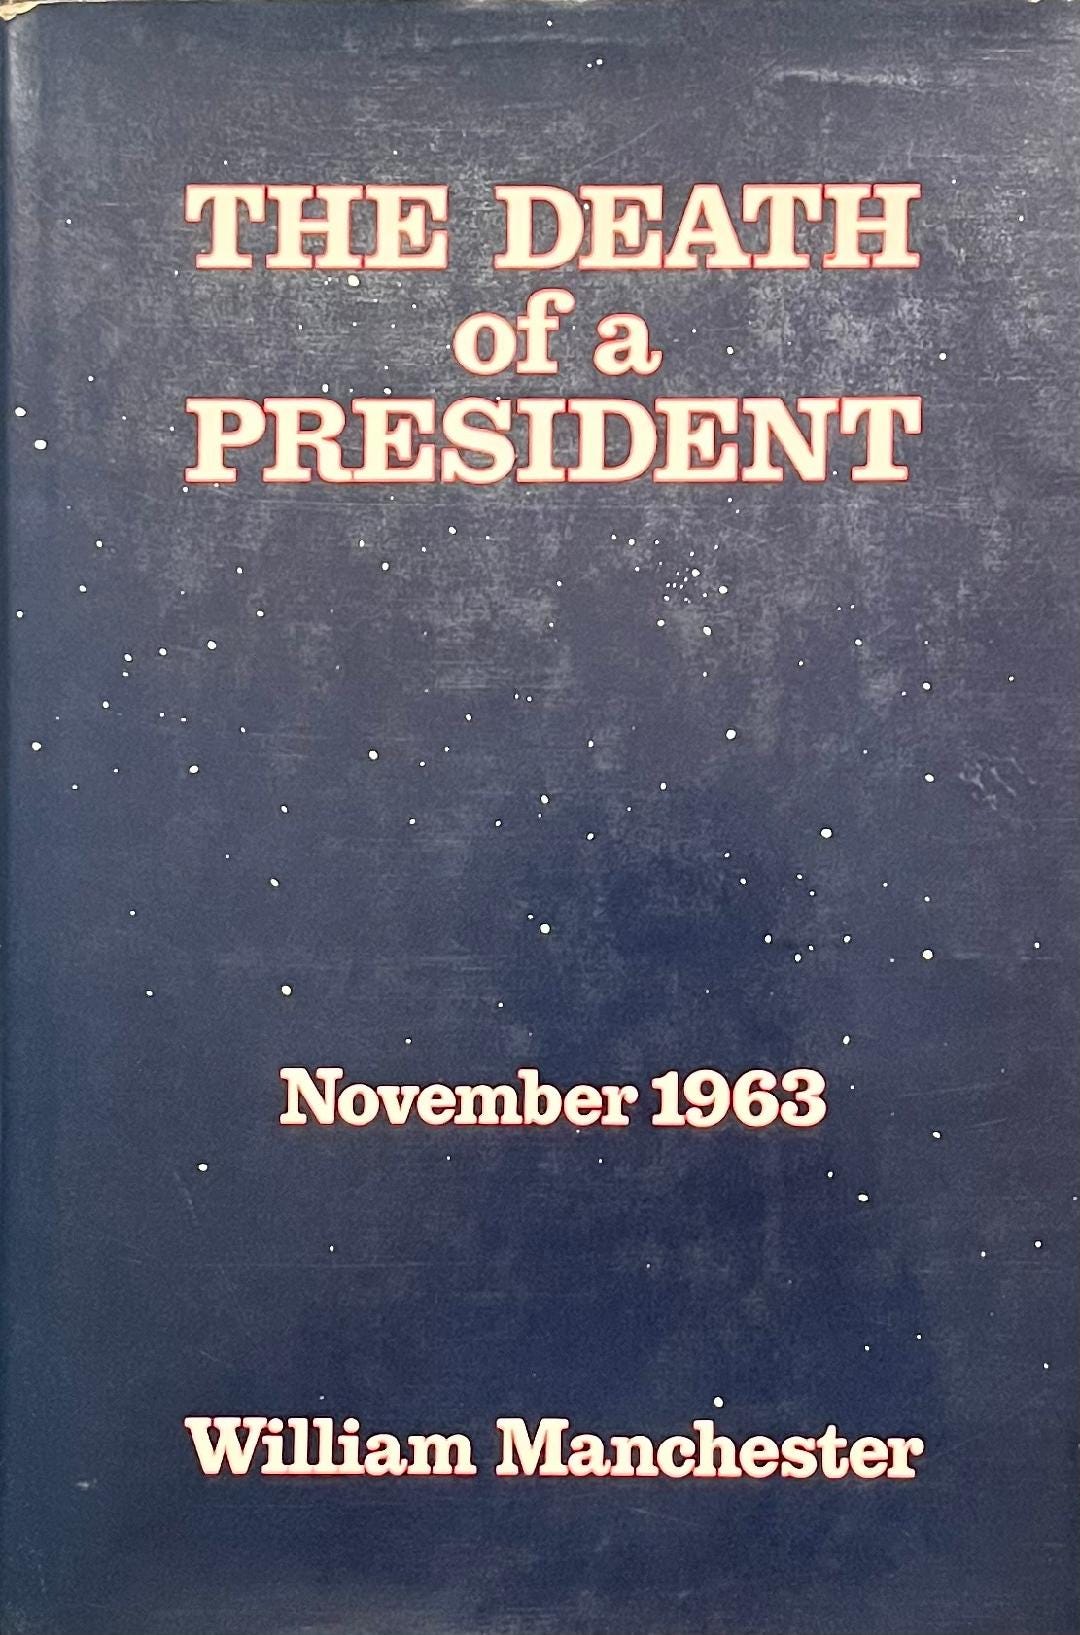 THE DEATH
of a
PRESIDENT
November 1963
William Manchester